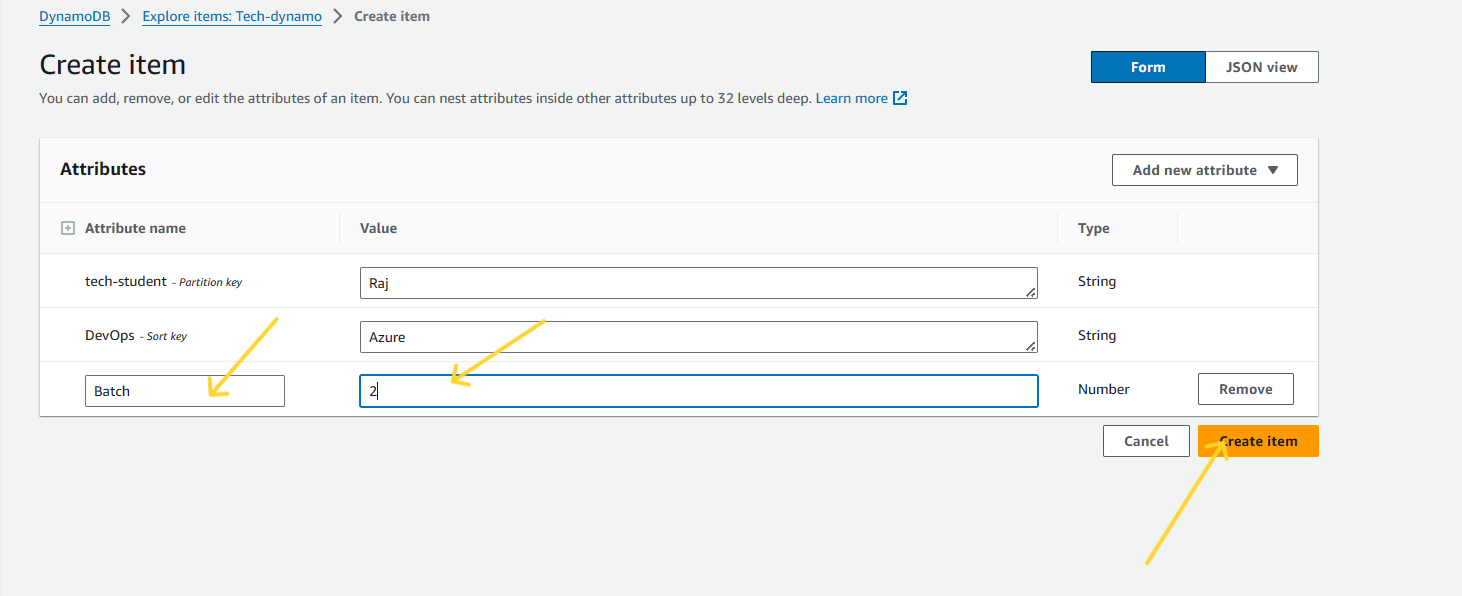 DynamoDB > Explore items: Tech-dynamo > Create item
Create item
Form JSON view
You can add, remove, or edit the attributes of an item. You can nest attributes inside other attributes up to 32 levels deep. Learn more
Attributes
Add new attribute
Attribute name Value Type
tech-student - Partition key Raj String
DevOps - Sort key Azure String
Batch 2 Number Remove
Cancel Create item